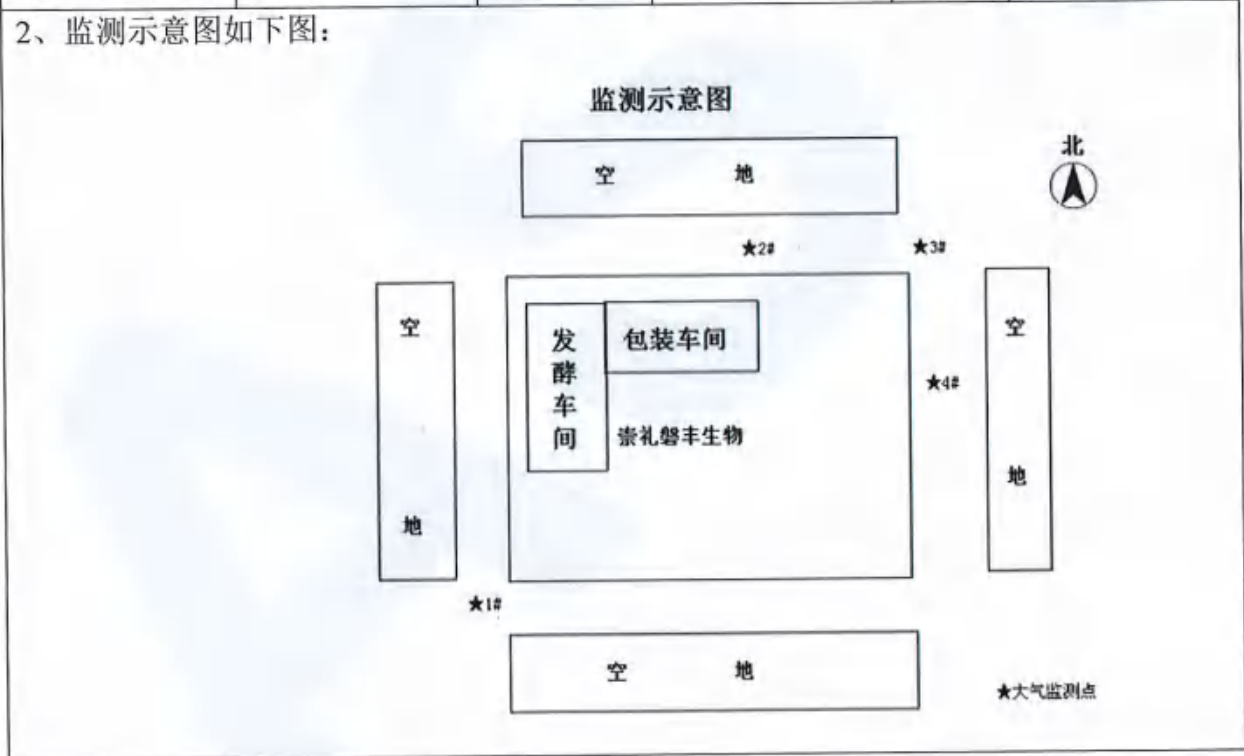 2、监测示意图如下图：
监测示意图
北
空 地
★2#
★3#
空 地
发酵车间
包装车间
崇礼磐丰生物
★4#
空 地
★1#
空 地
★大气监测点